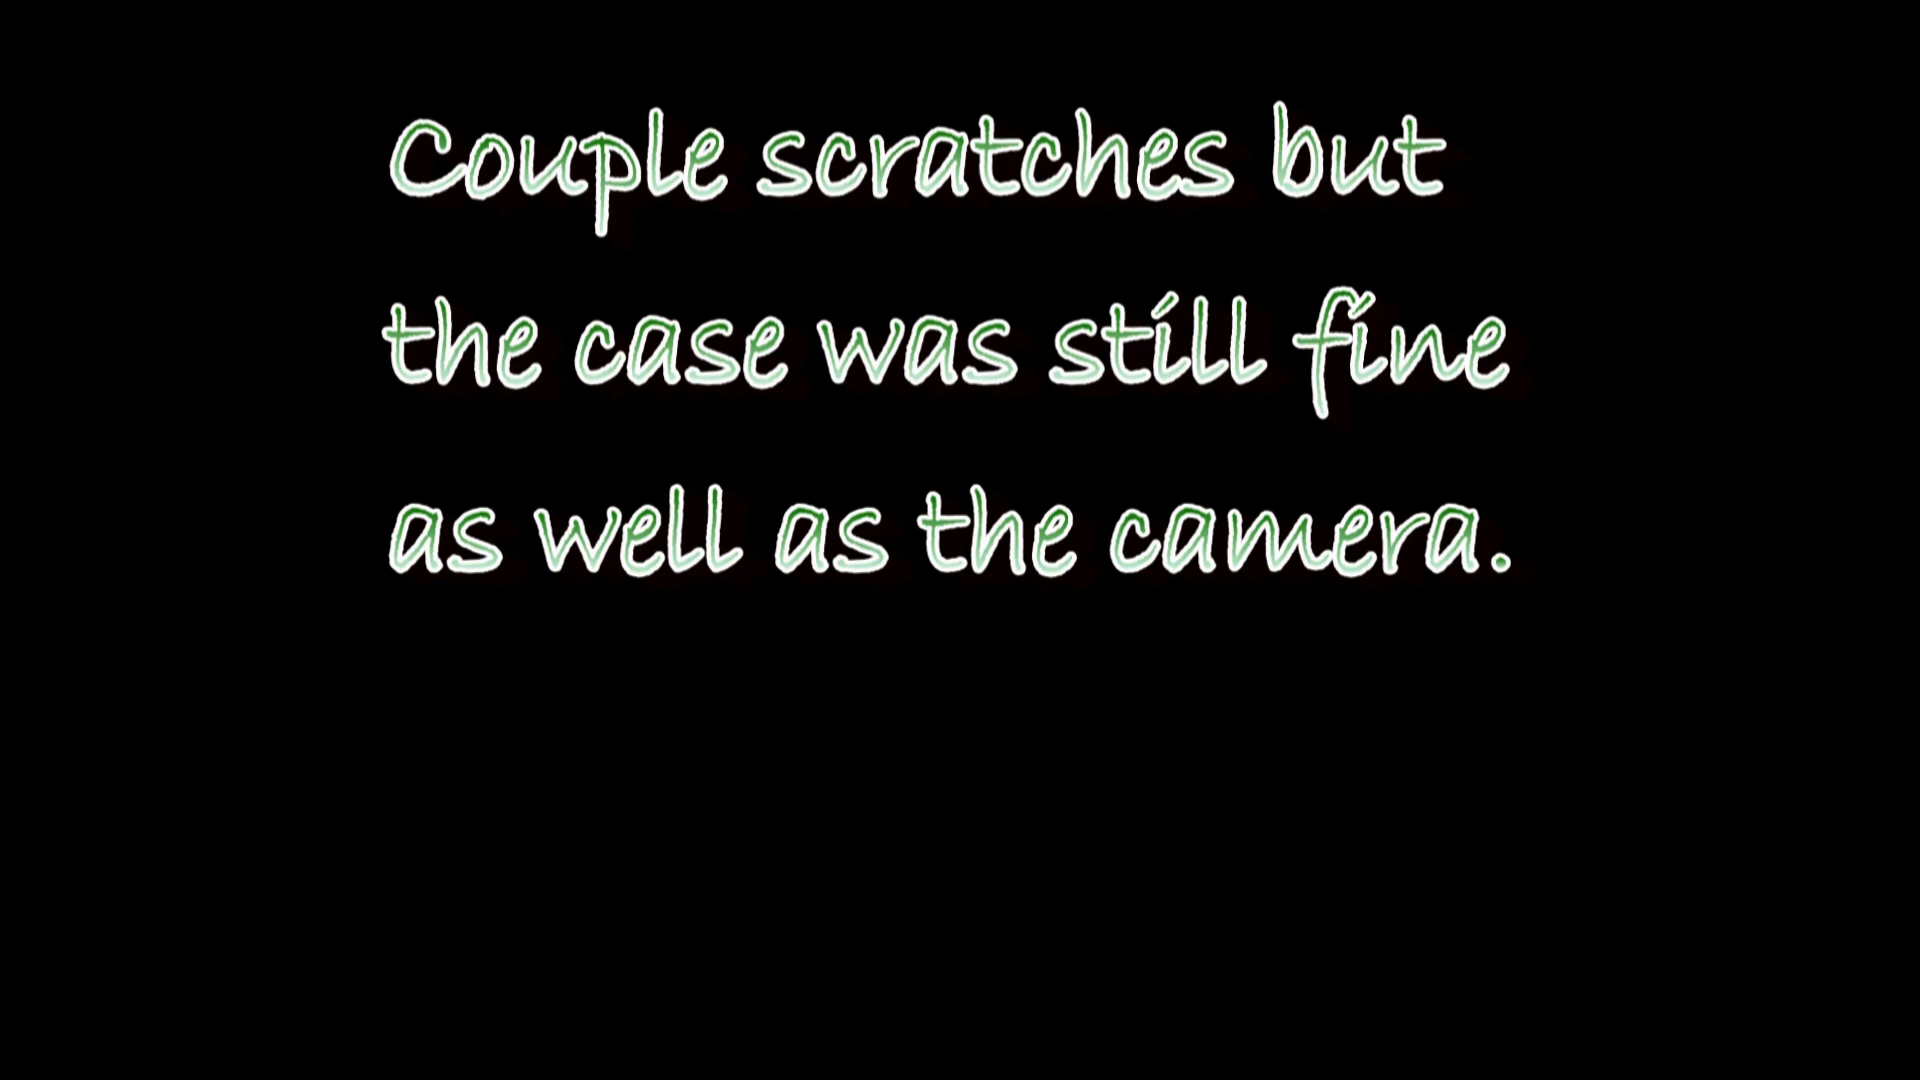 Couple scratches but
the case was still fine
as well as the camera.